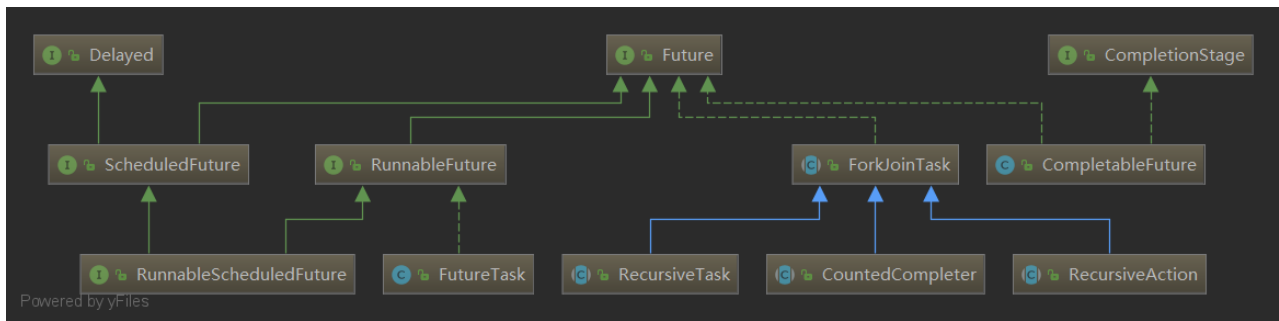 I Delayed
I Future
I CompletionStage
I ScheduledFuture
I RunnableFuture
C ForkJoinTask
C CompletableFuture
I RunnableScheduledFuture
C FutureTask
C RecursiveTask
C CountedCompleter
C RecursiveAction
Powered by yFiles